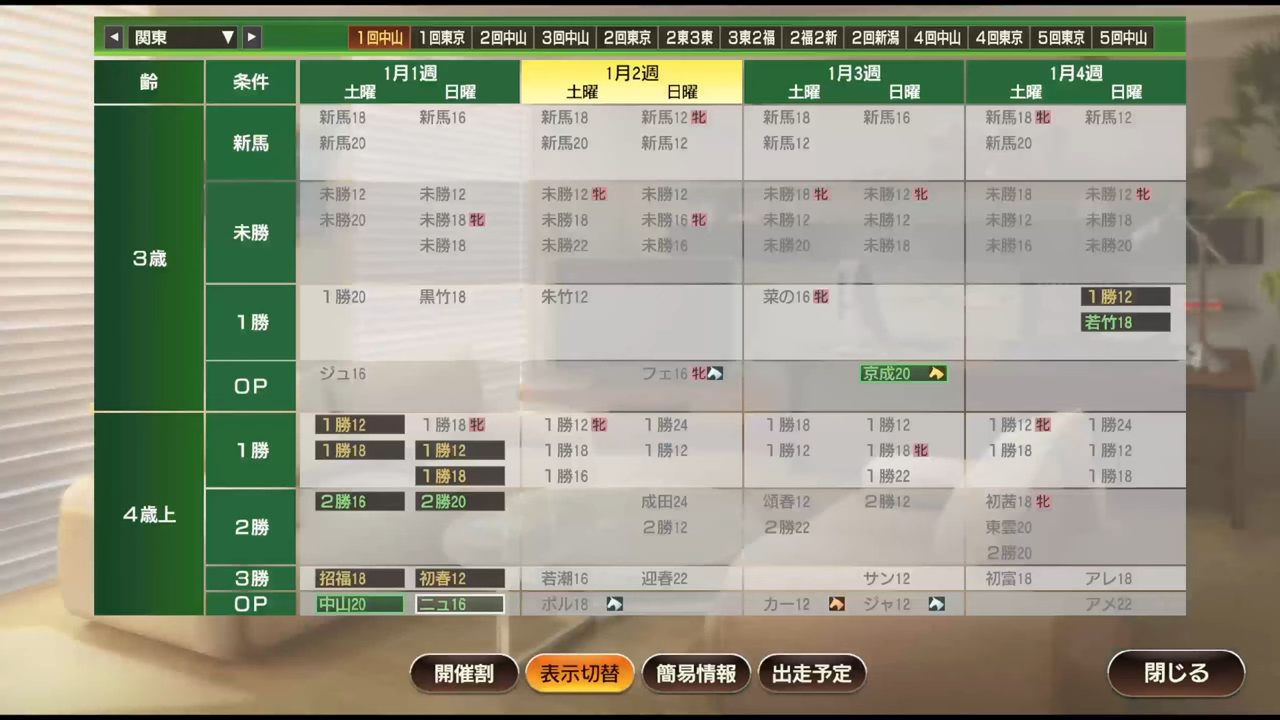 ◀ 関東 ▼ ▶ 1回中山 1回東京 2回中山 3回中山 2回東京 2東3東 3東2福 2福2新 2回新潟 4回中山 4回東京 5回東京 5回中山
齢 条件 1月1週 1月2週 1月3週 1月4週
土曜 日曜 土曜 日曜 土曜 日曜 土曜 日曜
3歳
新馬
新馬18 新馬16 新馬18 新馬12 牝 新馬18 新馬16 新馬18 牝 新馬12
新馬20 新馬20 新馬12 新馬12 新馬20
未勝
未勝12 未勝12 未勝12 牝 未勝12 未勝18 牝 未勝12 牝 未勝18 未勝12 牝
未勝20 未勝18 牝 未勝18 未勝16 牝 未勝12 未勝12 未勝12 未勝18
未勝18 未勝22 未勝16 未勝20 未勝18 未勝16 未勝20
1勝
1勝20 黒竹18 朱竹12 菜の16 牝 1勝12
若竹18
OP
ジュ16 フェ16 牝 京成20
4歳上
1勝
1勝12 1勝18 牝 1勝12 牝 1勝24 1勝18 1勝12 1勝12 牝 1勝24
1勝18 1勝12 1勝18 1勝12 1勝12 1勝18 牝 1勝18 1勝12
1勝18 1勝16 1勝22 1勝18
2勝
2勝16 2勝20 成田24 頌春12 2勝12 初茜18 牝
2勝12 2勝22 東雲20
2勝20
3勝 招福18 初春12 若潮16 迎春22 サン12 初富18 アレ18
OP 中山20 ニュ16 ポル18 カー12 ジャ12 アメ22
開催割 表示切替 簡易情報 出走予定 閉じる